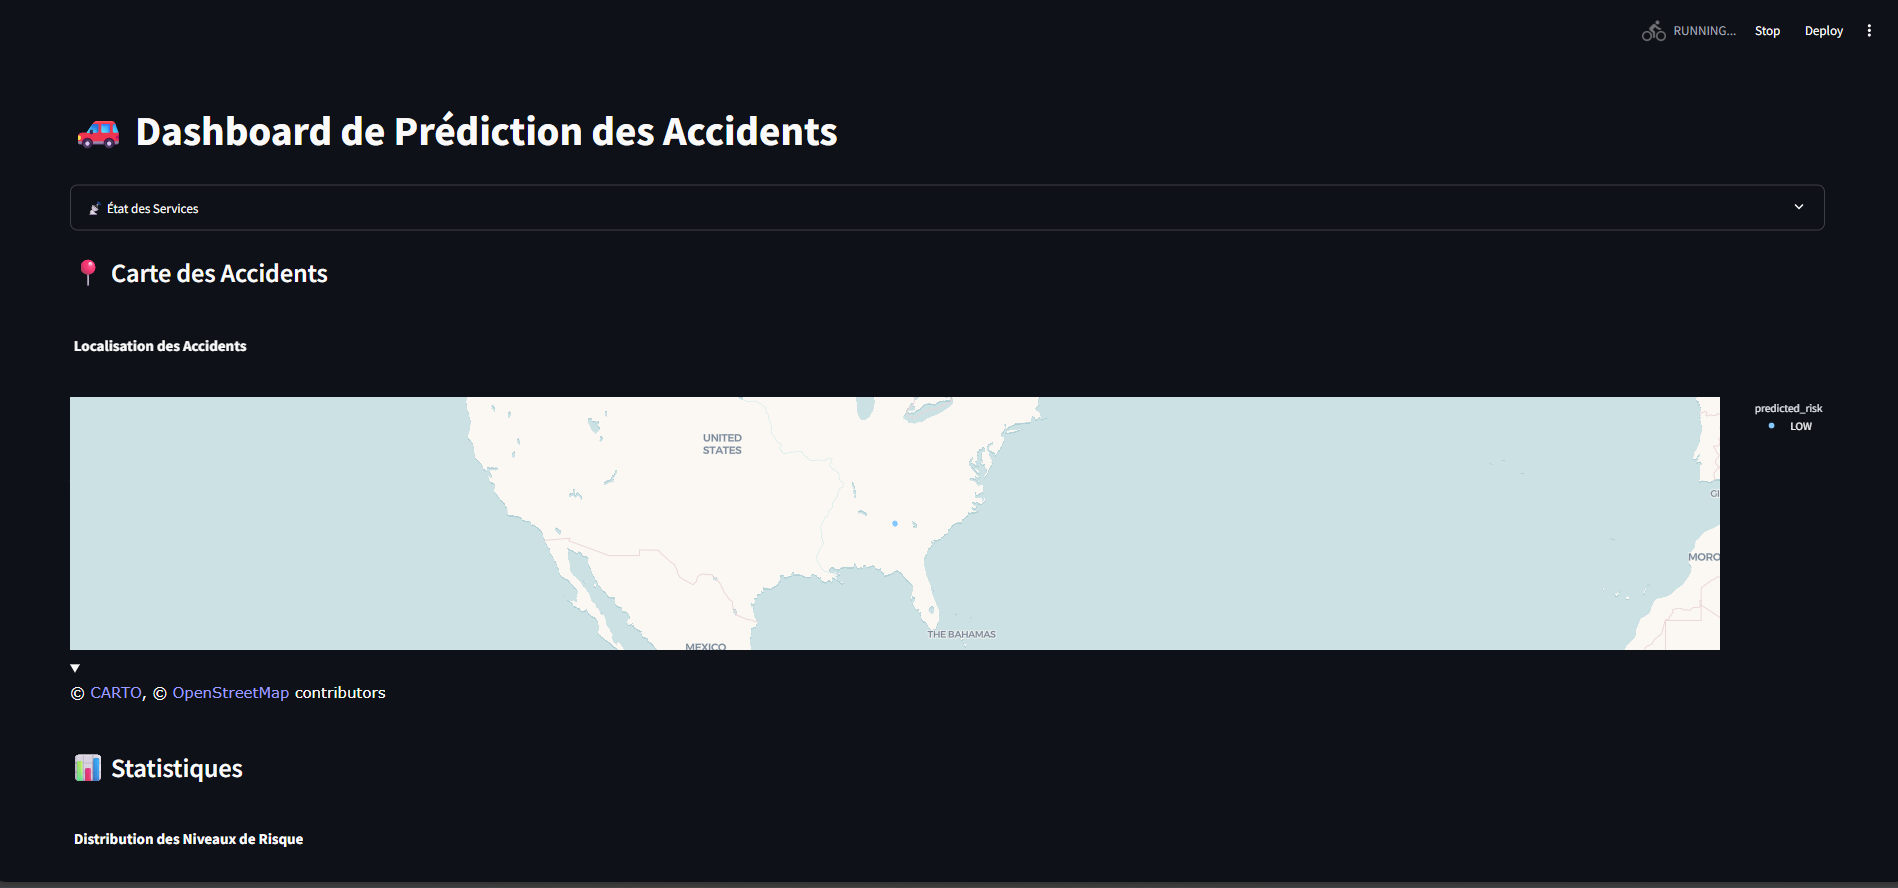 RUNNING...
Stop
Deploy
Dashboard de Prédiction des Accidents
État des Services
Carte des Accidents
Localisation des Accidents
predicted_risk
LOW
UNITED
STATES
MORO
THE BAHAMAS
MEXICO
© CARTO, © OpenStreetMap contributors
Statistiques
Distribution des Niveaux de Risque